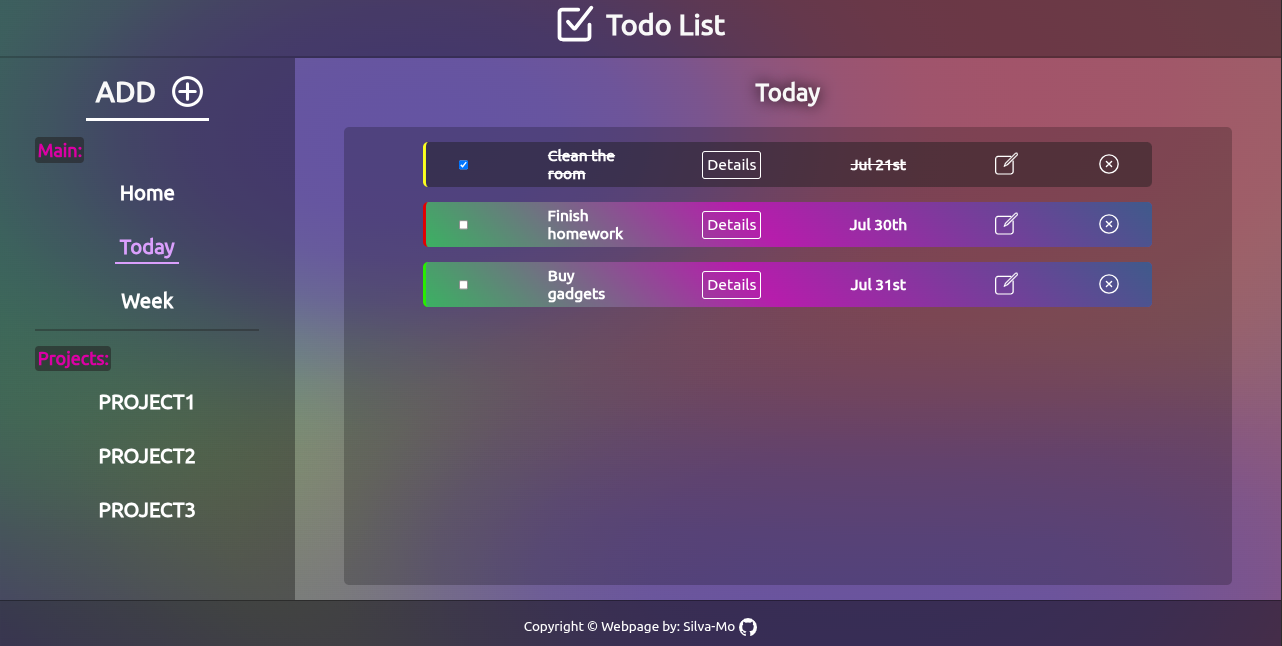 Todo List
ADD
Main:
Home
Today
Week
Projects:
PROJECT1
PROJECT2
PROJECT3
Today
Clean the
room
Details
Jul 21st
Finish
homework
Details
Jul 30th
Buy
gadgets
Details
Jul 31st
Copyright © Webpage by: Silva-Mo